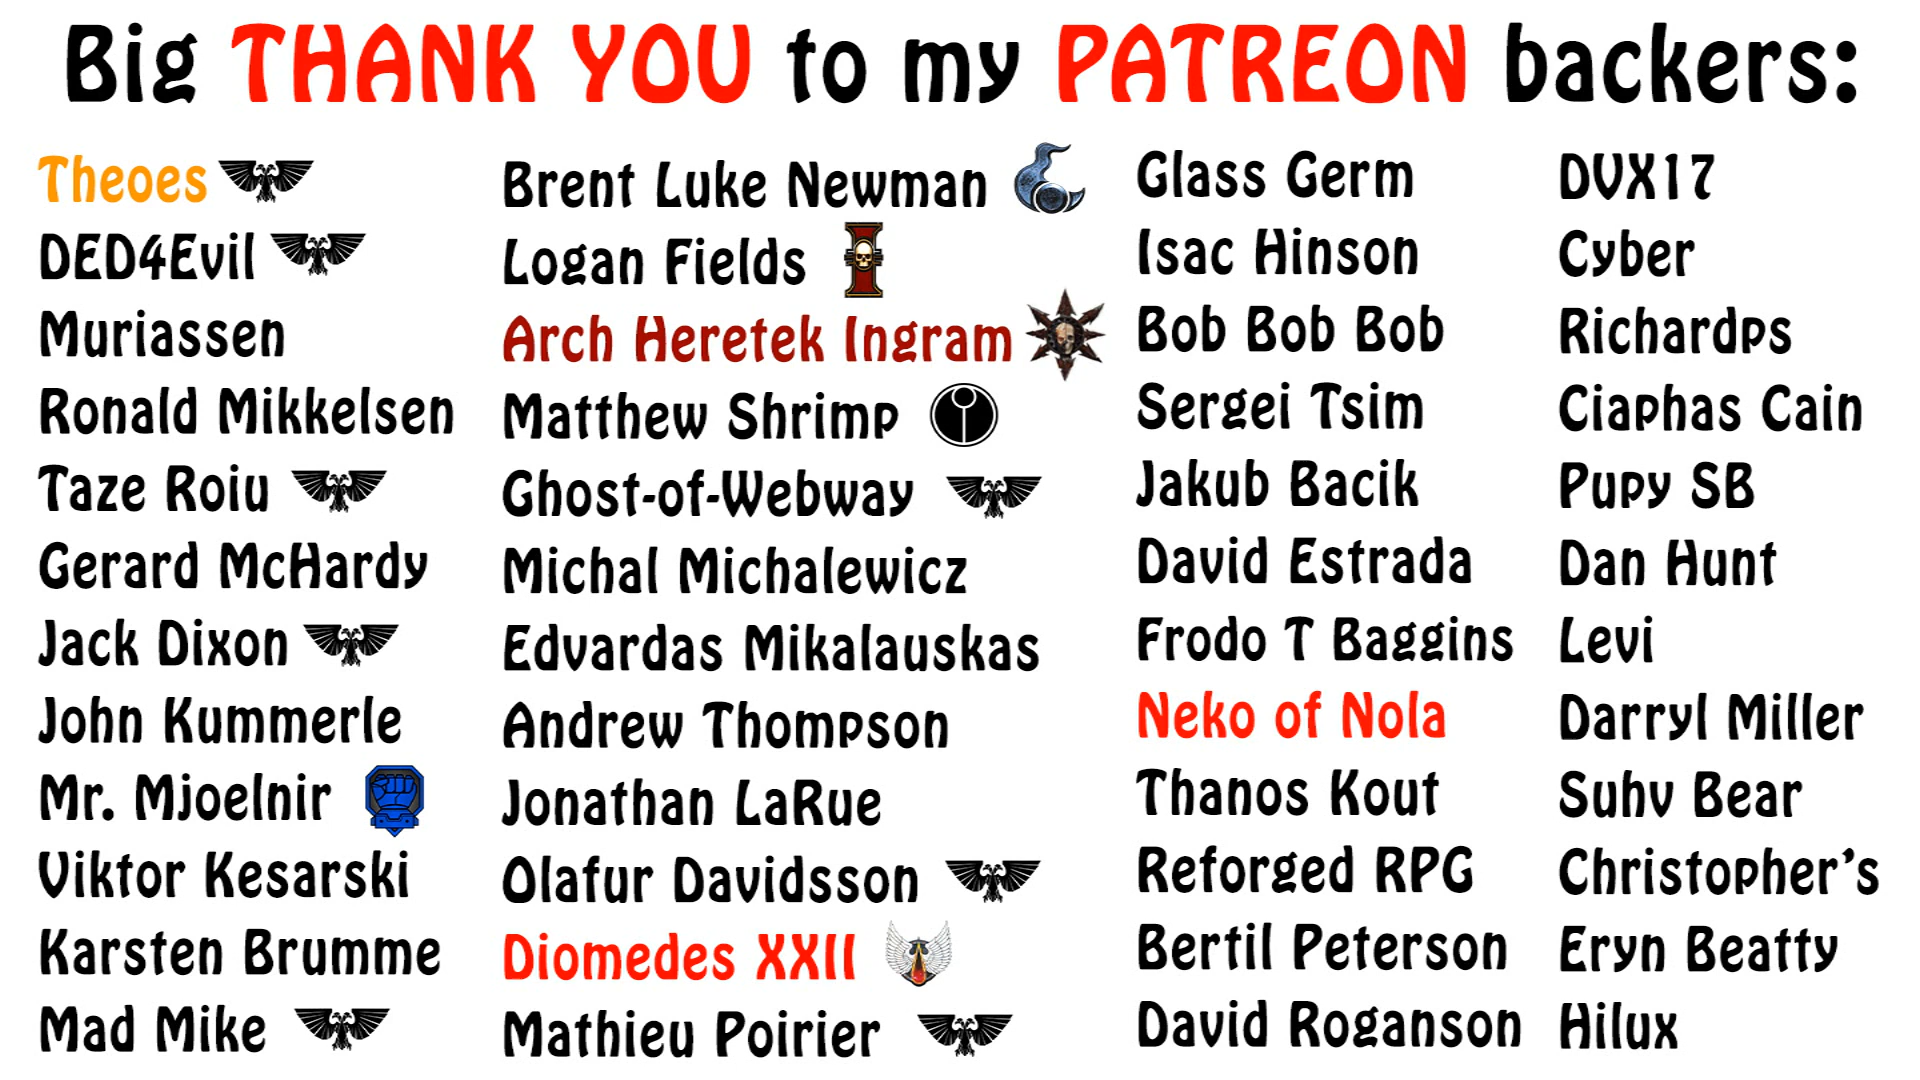 Big THANK YOU to my PATREON backers:
Theoes
DED4Evil
Muriassen
Ronald Mikkelsen
Taze Roiu
Gerard McHardy
Jack Dixon
John Kummerle
Mr. Mjoelnir
Viktor Kesarski
Karsten Brumme
Mad Mike
Brent Luke Newman
Logan Fields
Arch Heretek Ingram
Matthew Shrimp
Ghost-of-Webway
Michal Michalewicz
Edvardas Mikalauskas
Andrew Thompson
Jonathan LaRue
Olafur Davidsson
Diomedes XXII
Mathieu Poirier
Glass Germ
Isac Hinson
Bob Bob Bob
Sergei Tsim
Jakub Bacik
David Estrada
Frodo T Baggins
Neko of Nola
Thanos Kout
Reforged RPG
Bertil Peterson
David Roganson
DVX17
Cyber
Richardps
Ciaphas Cain
Pupy SB
Dan Hunt
Levi
Darryl Miller
Suhv Bear
Christopher's
Eryn Beatty
Hilux